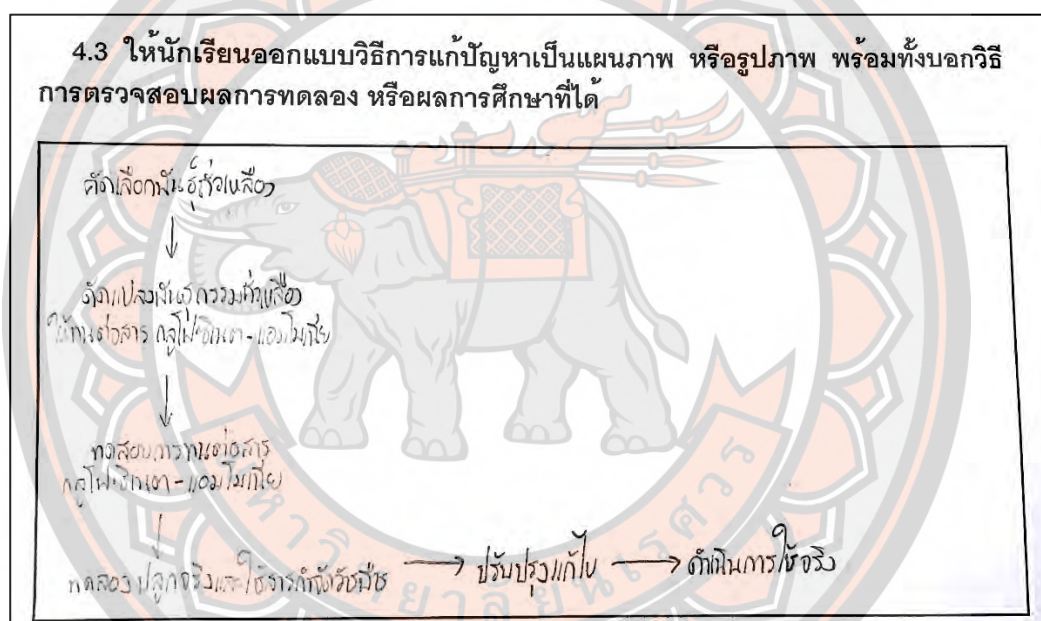 4.3 ให้นักเรียนออกแบบวิธีการแก้ปัญหาเป็นแผนภาพ หรือรูปภาพ พร้อมทั้งบอกวิธี
การตรวจสอบผลการทดลอง หรือผลการศึกษาที่ได้
คัดเลือกพันธุ์ถั่วเหลือง
ดัดแปลงพันธุกรรมถั่วเหลือง
ให้ทนต่อสาร กลูโฟซิเนต-แอมโมเนีย
ทดสอบการทนต่อสาร
กลูโฟซิเนต-แอมโมเนีย
ทดลองปลูกจริงและใช้สารกำจัดวัชพืช → ปรับปรุงแก้ไข → ดำเนินการใช้จริง